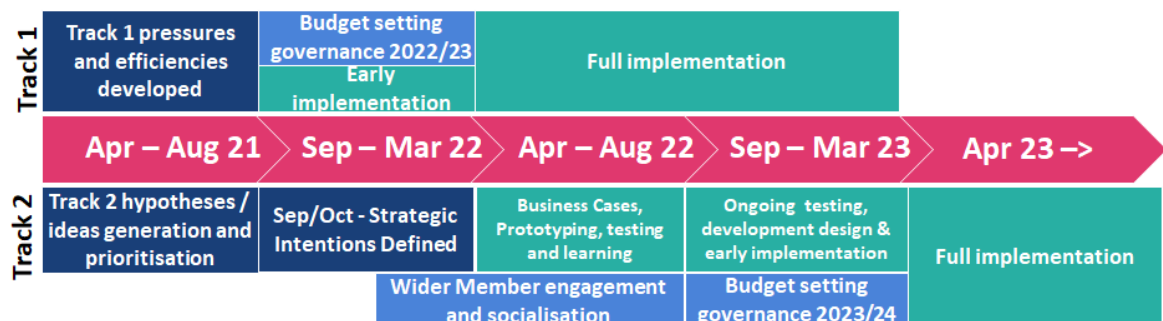 Track 1
Track 1 pressures
and efficiencies
developed
Budget setting
governance 2022/23
Early
implementation
Full implementation
Apr – Aug 21
Sep – Mar 22
Apr – Aug 22
Sep – Mar 23
Apr 23 –>
Track 2
Track 2 hypotheses /
ideas generation and
prioritisation
Sep/Oct - Strategic
Intentions Defined
Business Cases,
Prototyping, testing
and learning
Ongoing testing,
development design &
early implementation
Full implementation
Wider Member engagement
and socialisation
Budget setting
governance 2023/24